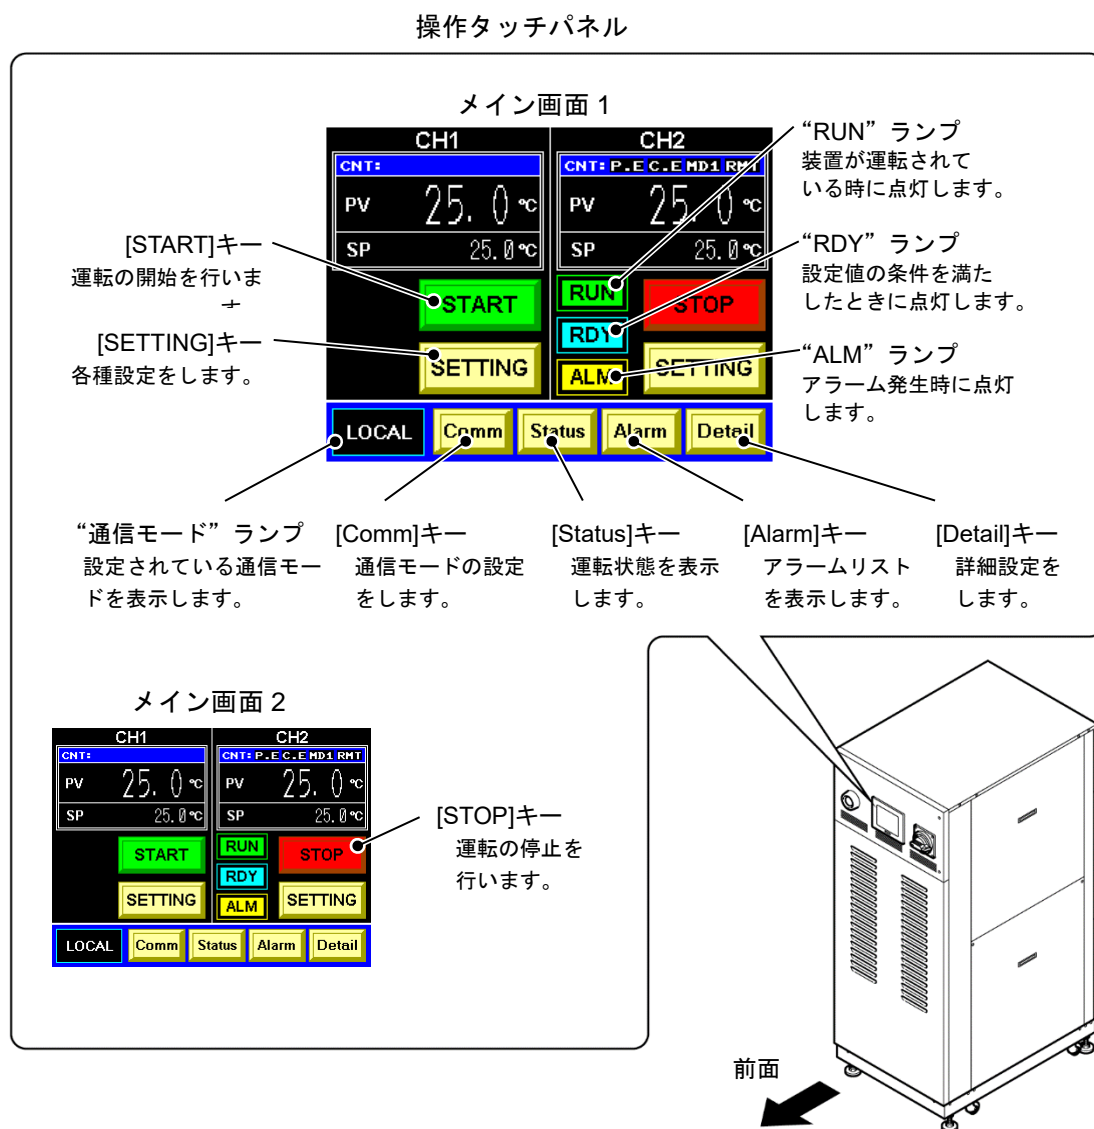 操作タッチパネル
メイン画面 1
CH1
CH2
CNT:
CNT: P.E C.E MD1 RMT
PV 25.0 ℃
PV 25.0 ℃
SP 25.0 ℃
SP 25.0 ℃
START
RUN
STOP
RDY
SETTING
ALM
SETTING
LOCAL
Comm
Status
Alarm
Detail
[START]キー
運転の開始を行いま
[SETTING]キー
各種設定をします。
“RUN”ランプ
装置が運転されて
いる時に点灯します。
“RDY”ランプ
設定値の条件を満た
したときに点灯します。
“ALM”ランプ
アラーム発生時に点灯
します。
“通信モード”ランプ
設定されている通信モー
ドを表示します。
[Comm]キー
通信モードの設定
をします。
[Status]キー
運転状態を表示
します。
[Alarm]キー
アラームリスト
を表示します。
[Detail]キー
詳細設定を
します。
メイン画面 2
CH1
CH2
CNT:
CNT: P.E C.E MD1 RMT
PV 25.0 ℃
PV 25.0 ℃
SP 25.0 ℃
SP 25.0 ℃
START
RUN
STOP
RDY
SETTING
ALM
SETTING
LOCAL
Comm
Status
Alarm
Detail
[STOP]キー
運転の停止を
行います。
前面